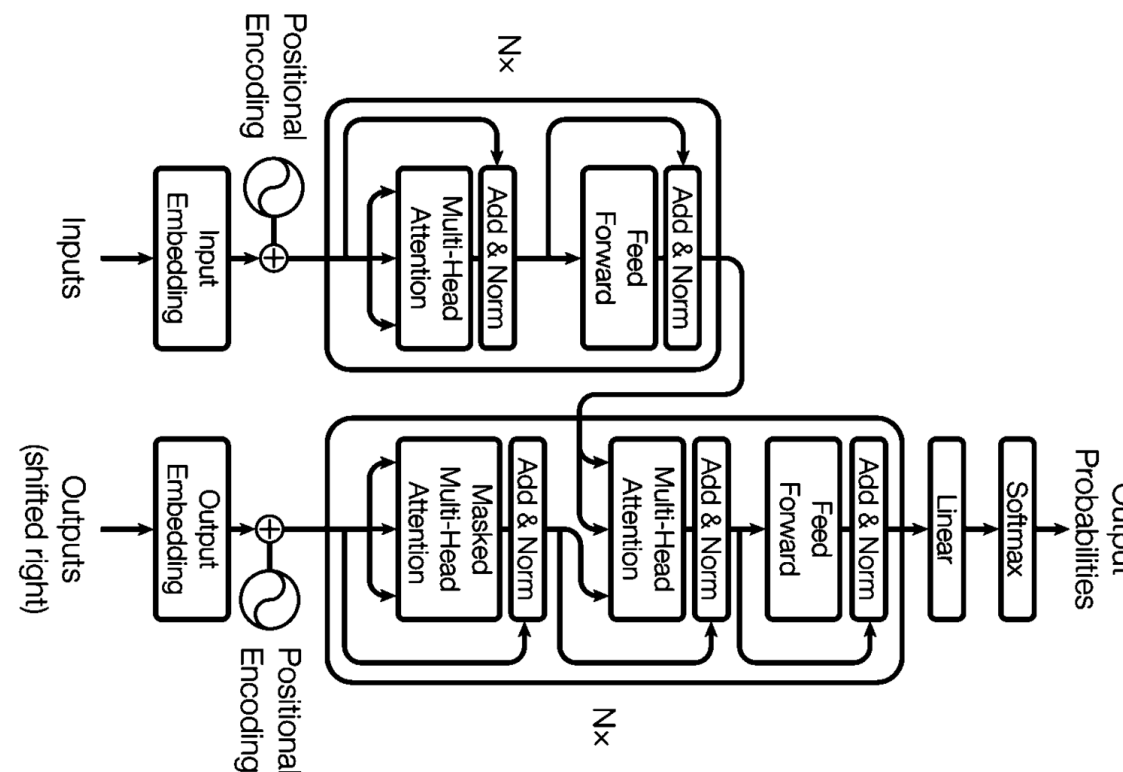 Output
Probabilities
Softmax
Linear
Add & Norm
Feed
Forward
Add & Norm
Multi-Head
Attention
Add & Norm
Masked
Multi-Head
Attention
Nx
Add & Norm
Feed
Forward
Add & Norm
Multi-Head
Attention
Nx
Positional
Encoding
Positional
Encoding
Input
Embedding
Output
Embedding
Inputs
Outputs
(shifted right)